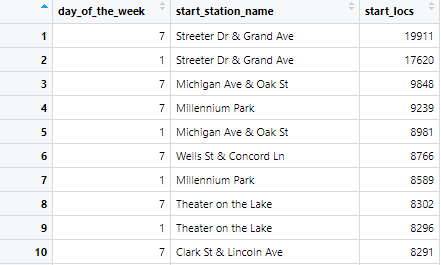 day_of_the_week start_station_name start_locs
1 7 Streeter Dr & Grand Ave 19911
2 1 Streeter Dr & Grand Ave 17620
3 7 Michigan Ave & Oak St 9848
4 7 Millennium Park 9239
5 1 Michigan Ave & Oak St 8981
6 7 Wells St & Concord Ln 8766
7 1 Millennium Park 8589
8 7 Theater on the Lake 8302
9 1 Theater on the Lake 8296
10 7 Clark St & Lincoln Ave 8291